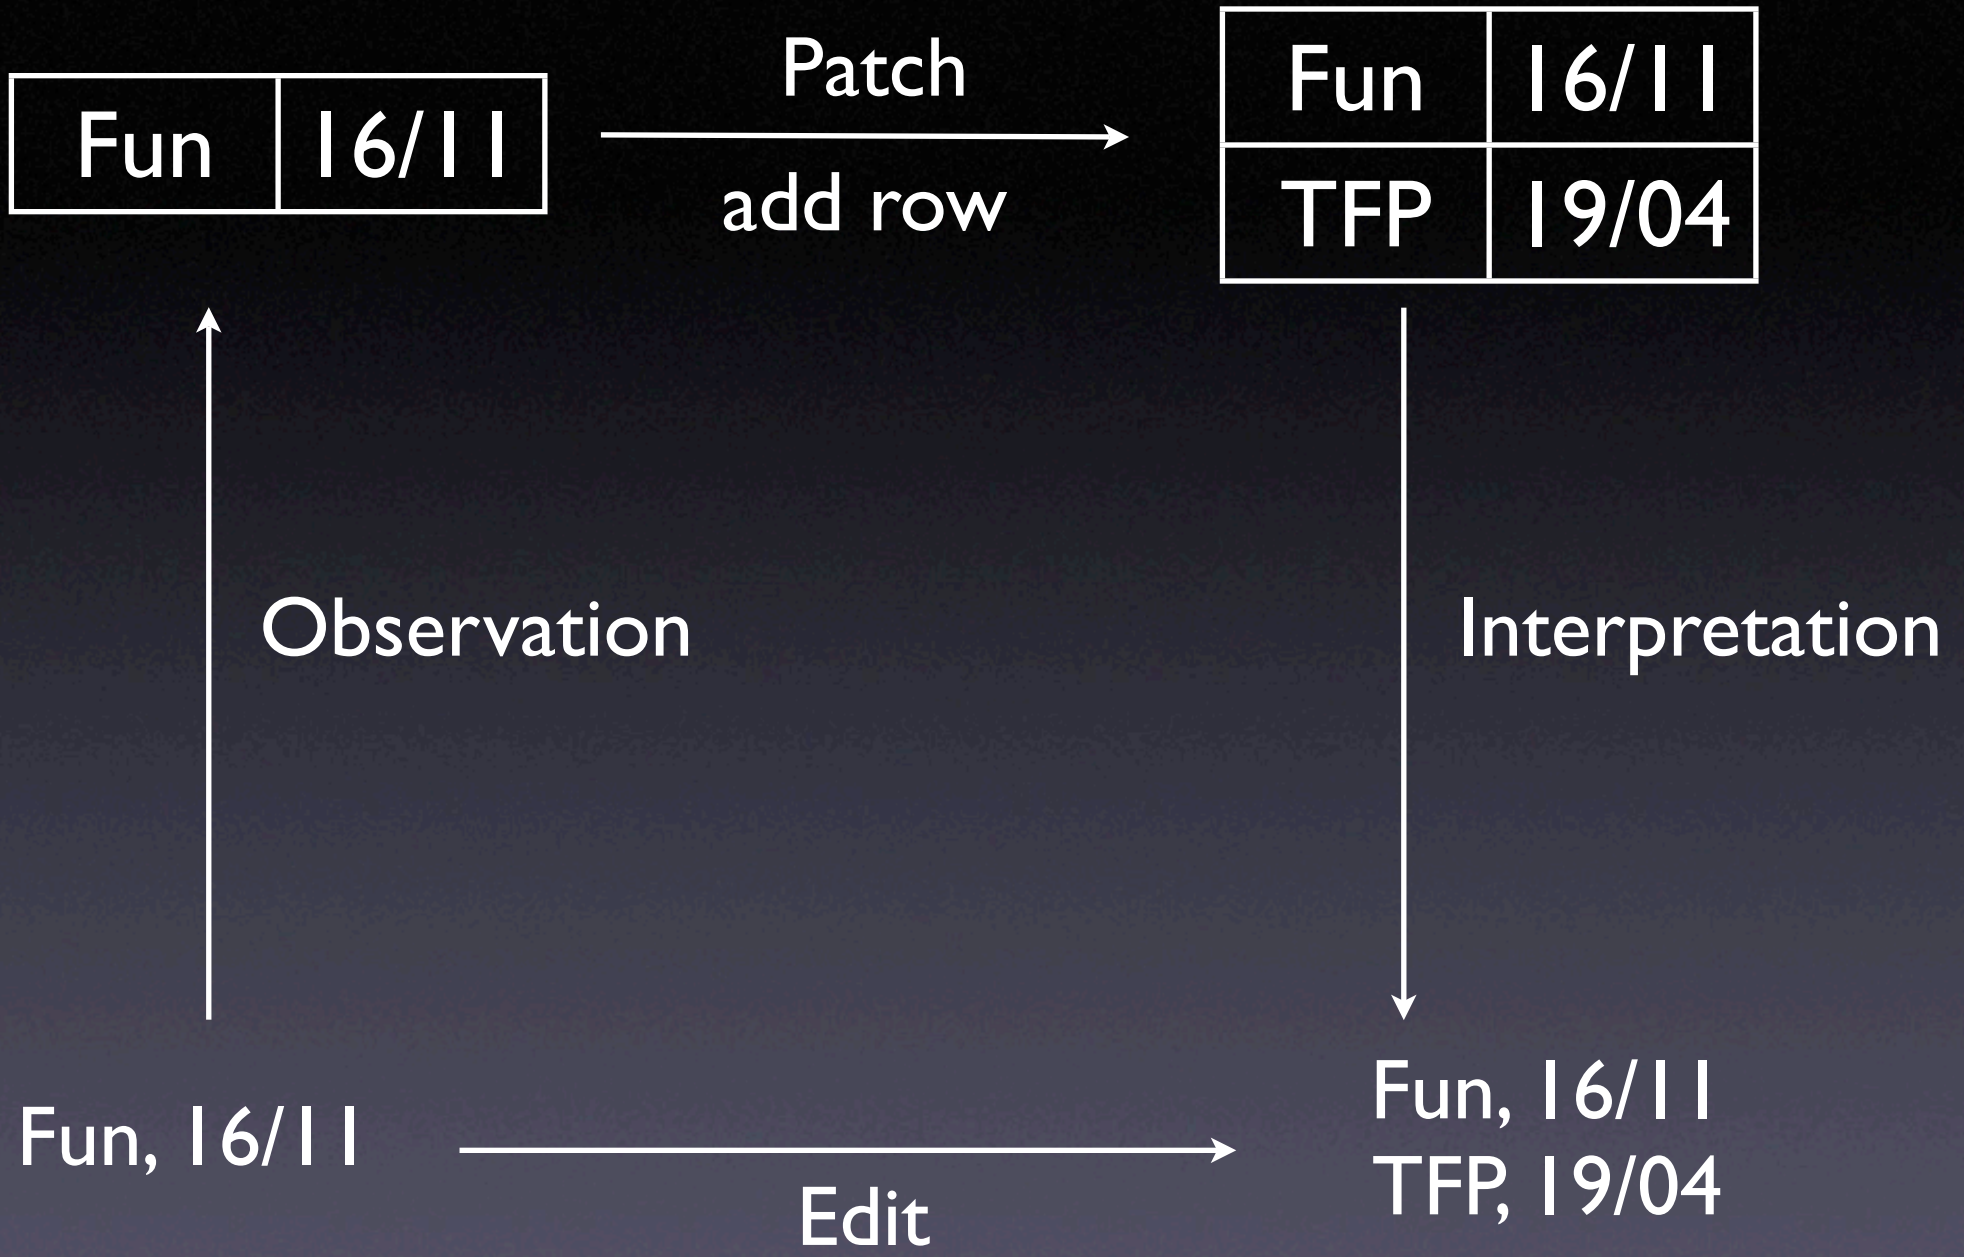 Fun 16/11
Patch
add row
Fun 16/11
TFP 19/04
Observation
Interpretation
Fun, 16/11
Edit
Fun, 16/11
TFP, 19/04